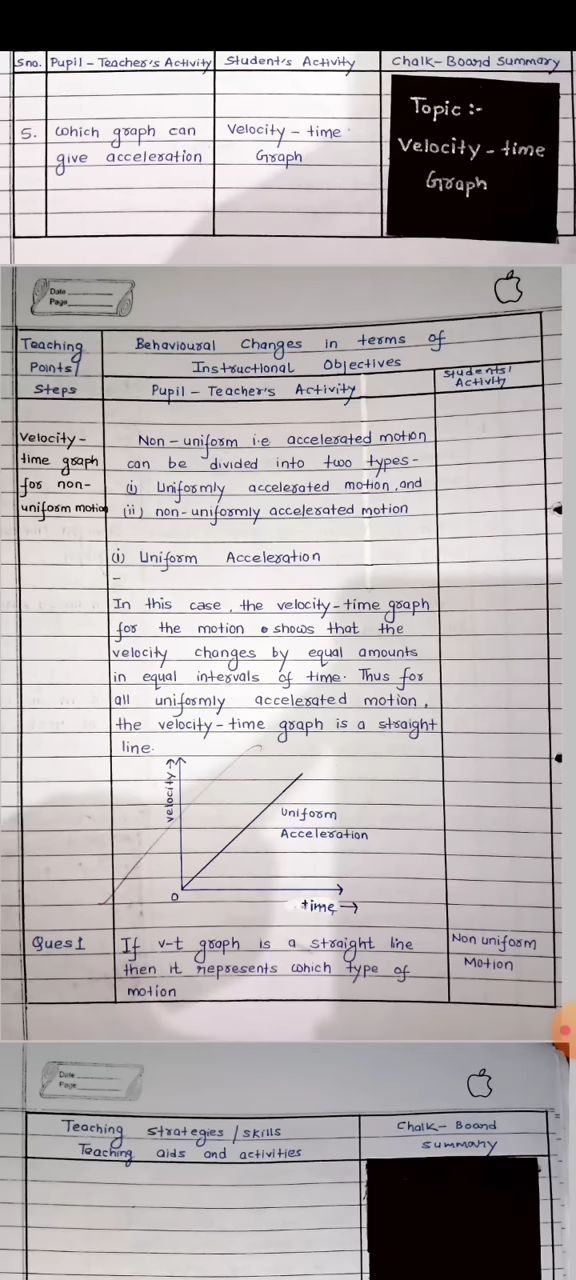 Sno. Pupil - Teacher's Activity Student's Activity Chalk - Board Summary
5. Which graph can
give acceleration
Velocity - time
Graph
Topic :-
Velocity - time
Graph
Date
Page
Teaching
Points/
Steps
Behavioural Changes in terms of
Instructional Objectives
Pupil - Teacher's Activity
Students'
Activity
Velocity -
time graph
for non-
uniform motion
Non - uniform i.e accelerated motion
can be divided into two types -
(i) Uniformly accelerated motion, and
(ii) non-uniformly accelerated motion
(i) Uniform Acceleration
-
In this case, the velocity-time graph
for the motion shows that the
velocity changes by equal amounts
in equal intervals of time. Thus for
all uniformly accelerated motion,
the velocity-time graph is a straight
line.
velocity →
Uniform
Acceleration
0
time →
Ques 1
If v-t graph is a straight line
then it represents which type of
motion
Non uniform
Motion
Date
Page
Teaching strategies / skills
Teaching aids and activities
Chalk - Board
summary